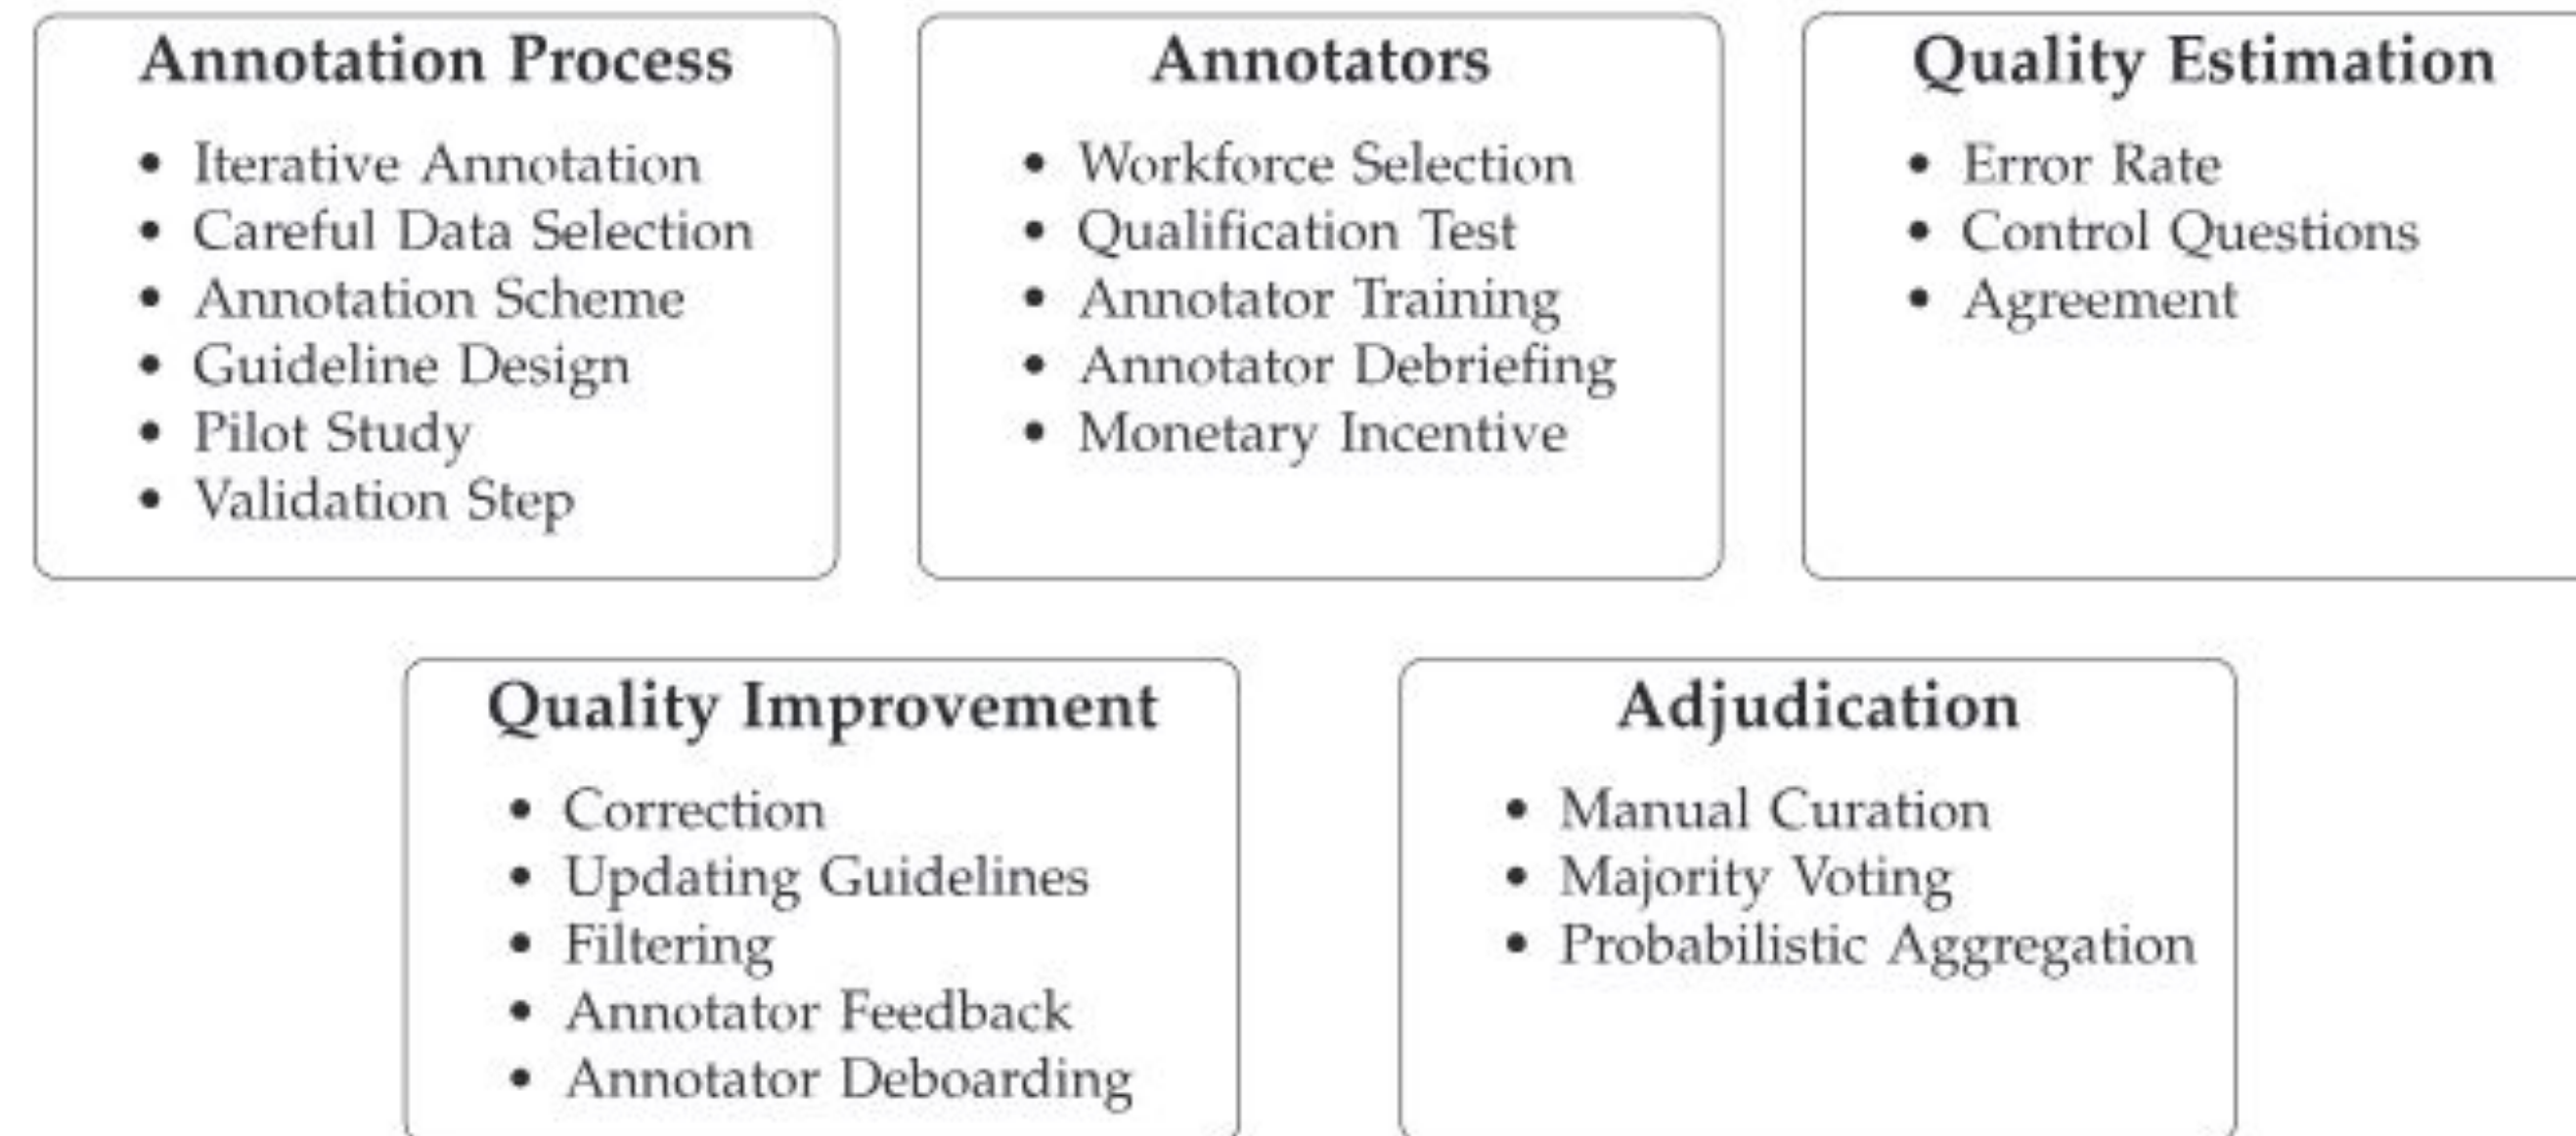 Annotation Process
• Iterative Annotation
• Careful Data Selection
• Annotation Scheme
• Guideline Design
• Pilot Study
• Validation Step
Annotators
• Workforce Selection
• Qualification Test
• Annotator Training
• Annotator Debriefing
• Monetary Incentive
Quality Estimation
• Error Rate
• Control Questions
• Agreement
Quality Improvement
• Correction
• Updating Guidelines
• Filtering
• Annotator Feedback
• Annotator Deboarding
Adjudication
• Manual Curation
• Majority Voting
• Probabilistic Aggregation